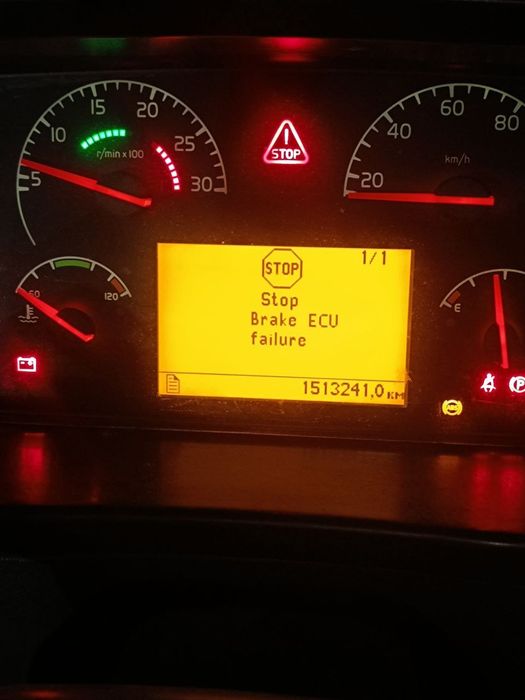 15 20
10 25
5 30
r/min x 100
STOP
60 80
40
20
km/h
1/1
STOP
Stop
Brake ECU
failure
1513241,0 KM
120
E
ABS
P